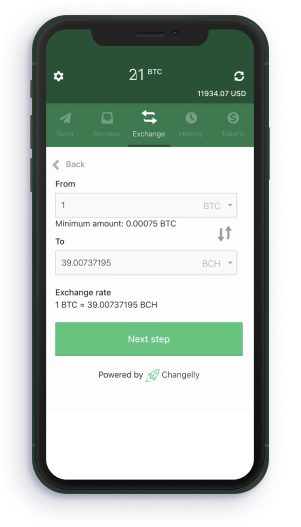 21 BTC
11934.07 USD
Send Receive Exchange History Tokens
Back
From
1 BTC
Minimum amount: 0.00075 BTC
To
39.00737195 BCH
Exchange rate
1 BTC ≈ 39.00737195 BCH
Next step
Powered by Changelly